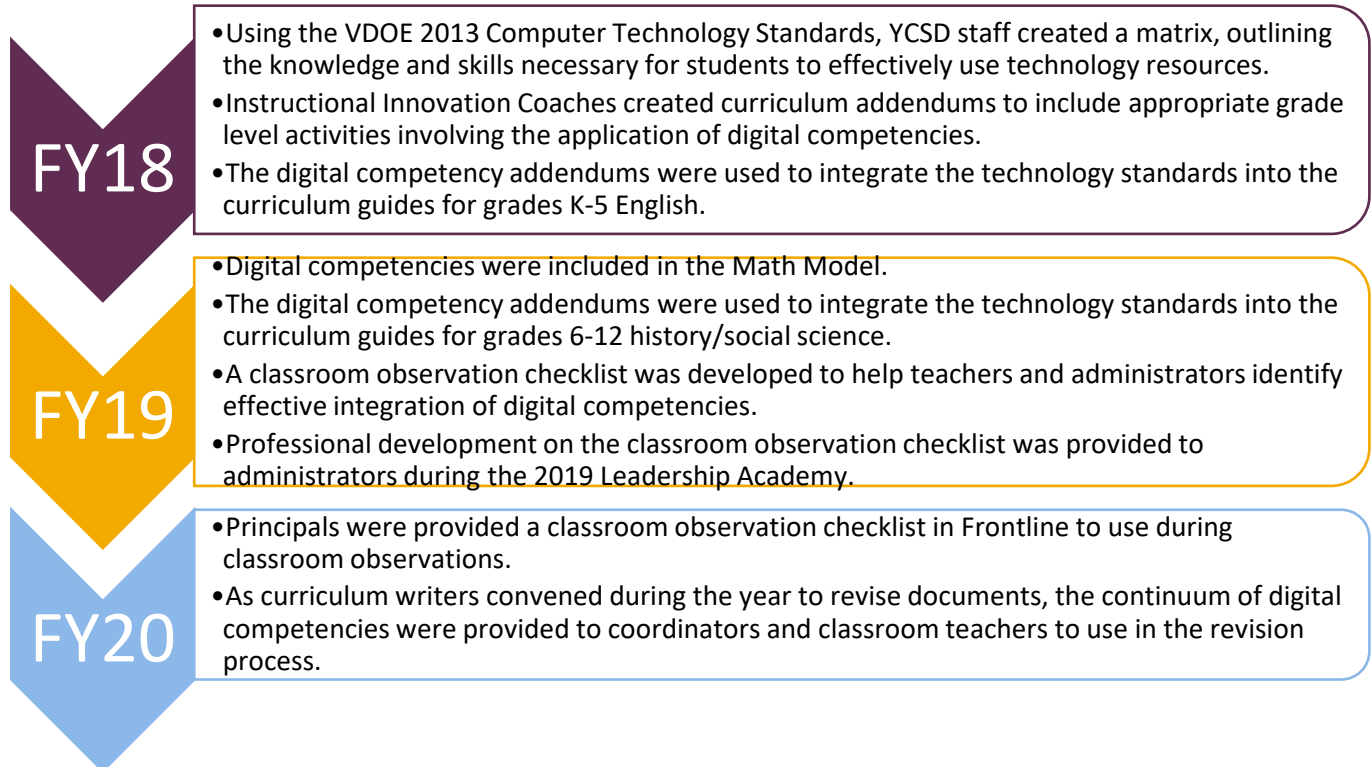 FY18
•Using the VDOE 2013 Computer Technology Standards, YCSD staff created a matrix, outlining
the knowledge and skills necessary for students to effectively use technology resources.
•Instructional Innovation Coaches created curriculum addendums to include appropriate grade
level activities involving the application of digital competencies.
•The digital competency addendums were used to integrate the technology standards into the
curriculum guides for grades K-5 English.
FY19
•Digital competencies were included in the Math Model.
•The digital competency addendums were used to integrate the technology standards into the
curriculum guides for grades 6-12 history/social science.
•A classroom observation checklist was developed to help teachers and administrators identify
effective integration of digital competencies.
•Professional development on the classroom observation checklist was provided to
administrators during the 2019 Leadership Academy.
FY20
•Principals were provided a classroom observation checklist in Frontline to use during
classroom observations.
•As curriculum writers convened during the year to revise documents, the continuum of digital
competencies were provided to coordinators and classroom teachers to use in the revision
process.